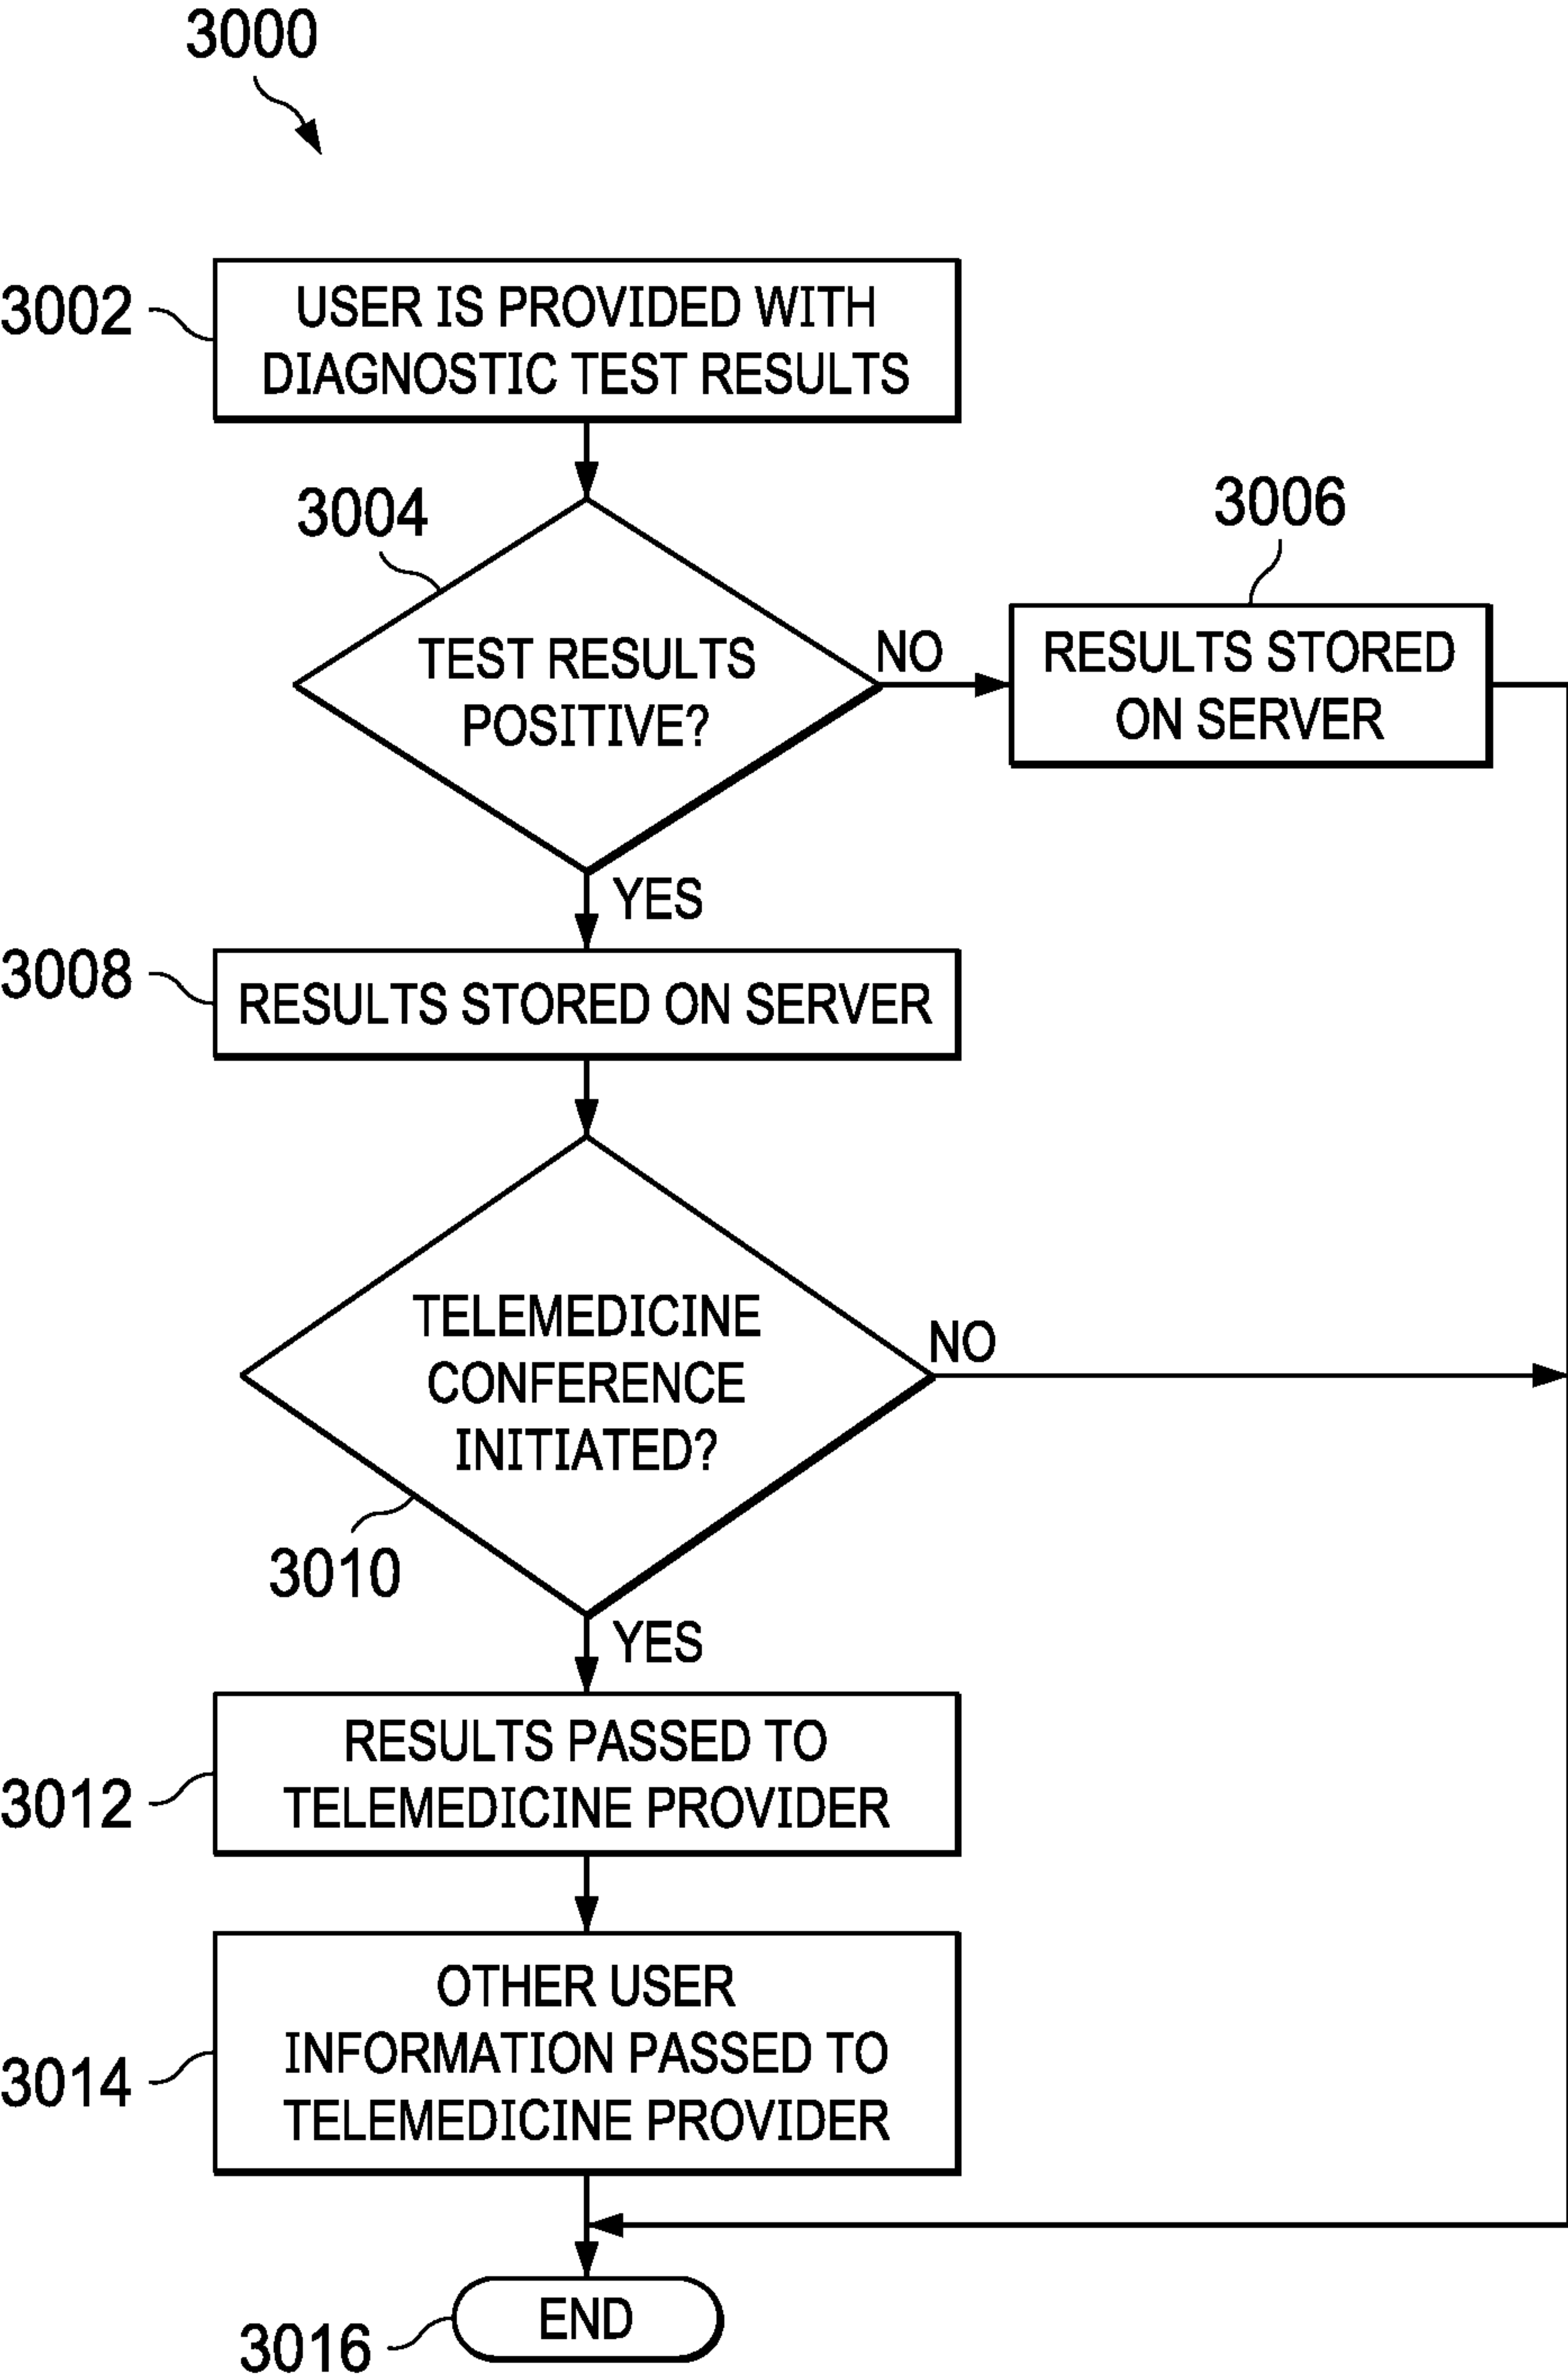 3000
3002
USER IS PROVIDED WITH
DIAGNOSTIC TEST RESULTS
3004
TEST RESULTS
POSITIVE?
NO
3006
RESULTS STORED
ON SERVER
YES
3008
RESULTS STORED ON SERVER
TELEMEDICINE
CONFERENCE
INITIATED?
NO
3010
YES
3012
RESULTS PASSED TO
TELEMEDICINE PROVIDER
3014
OTHER USER
INFORMATION PASSED TO
TELEMEDICINE PROVIDER
3016
END